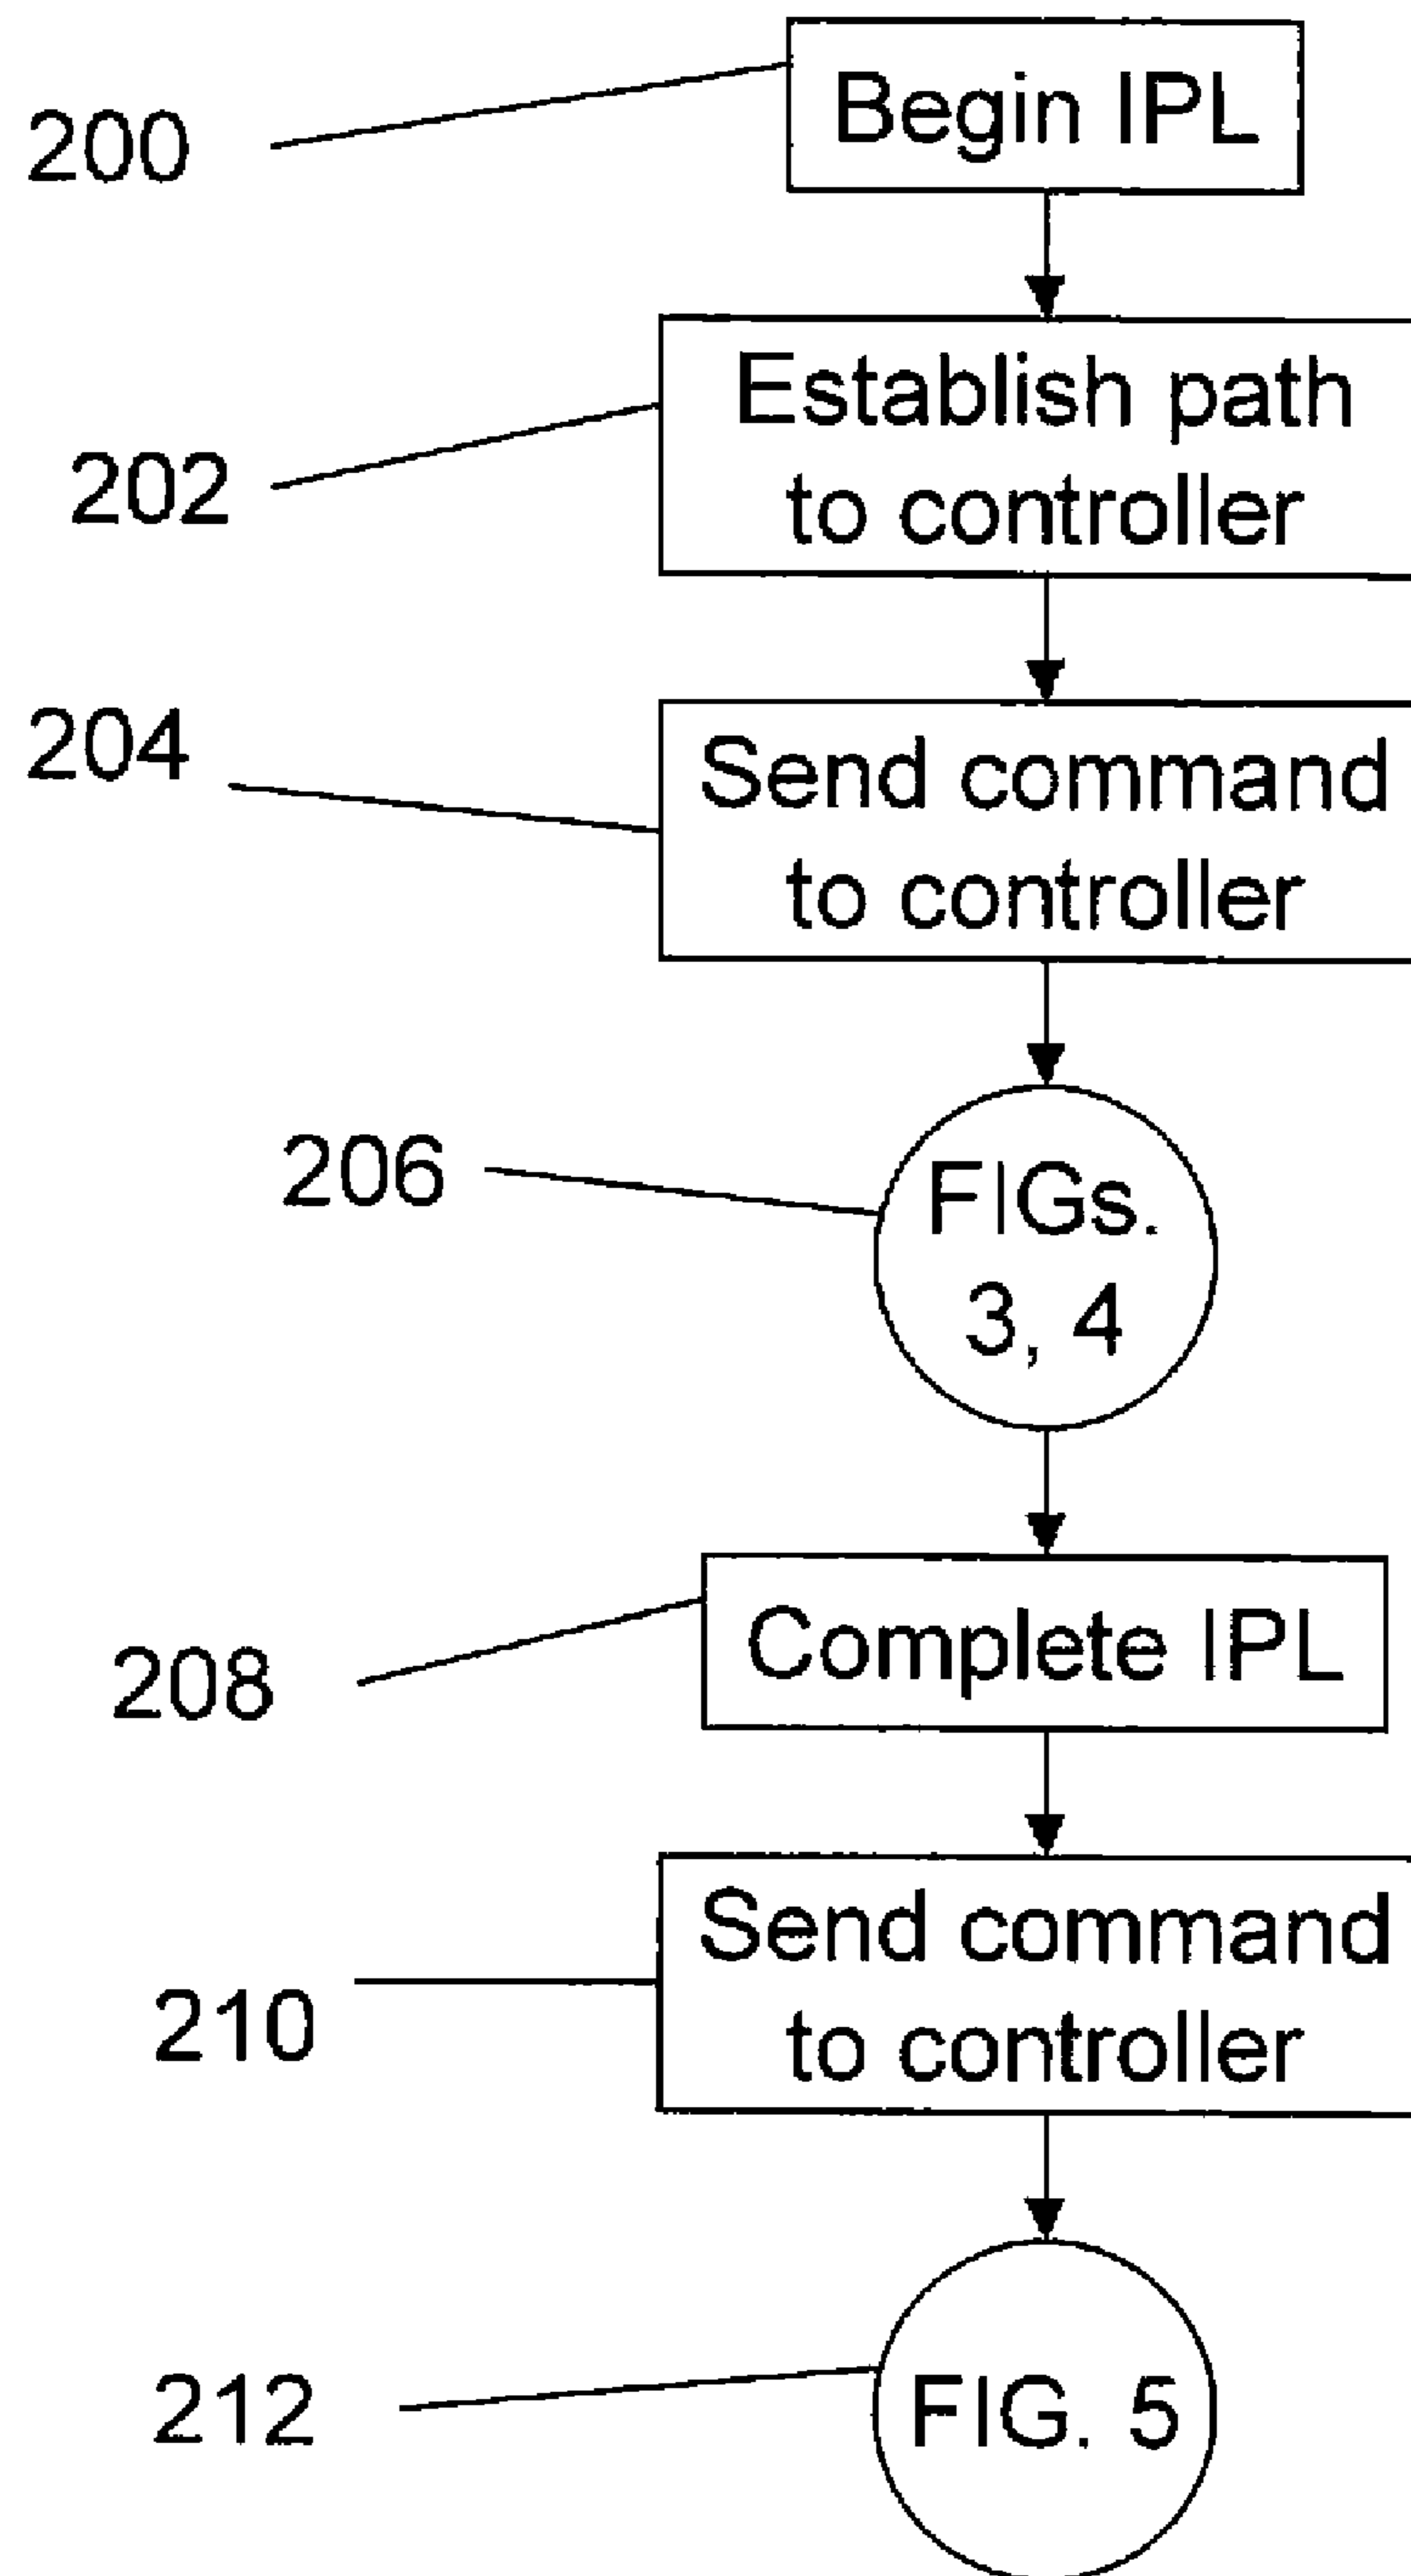 200
Begin IPL
202
Establish path
to controller
204
Send command
to controller
206
FIGs.
3, 4
208
Complete IPL
210
Send command
to controller
212
FIG. 5